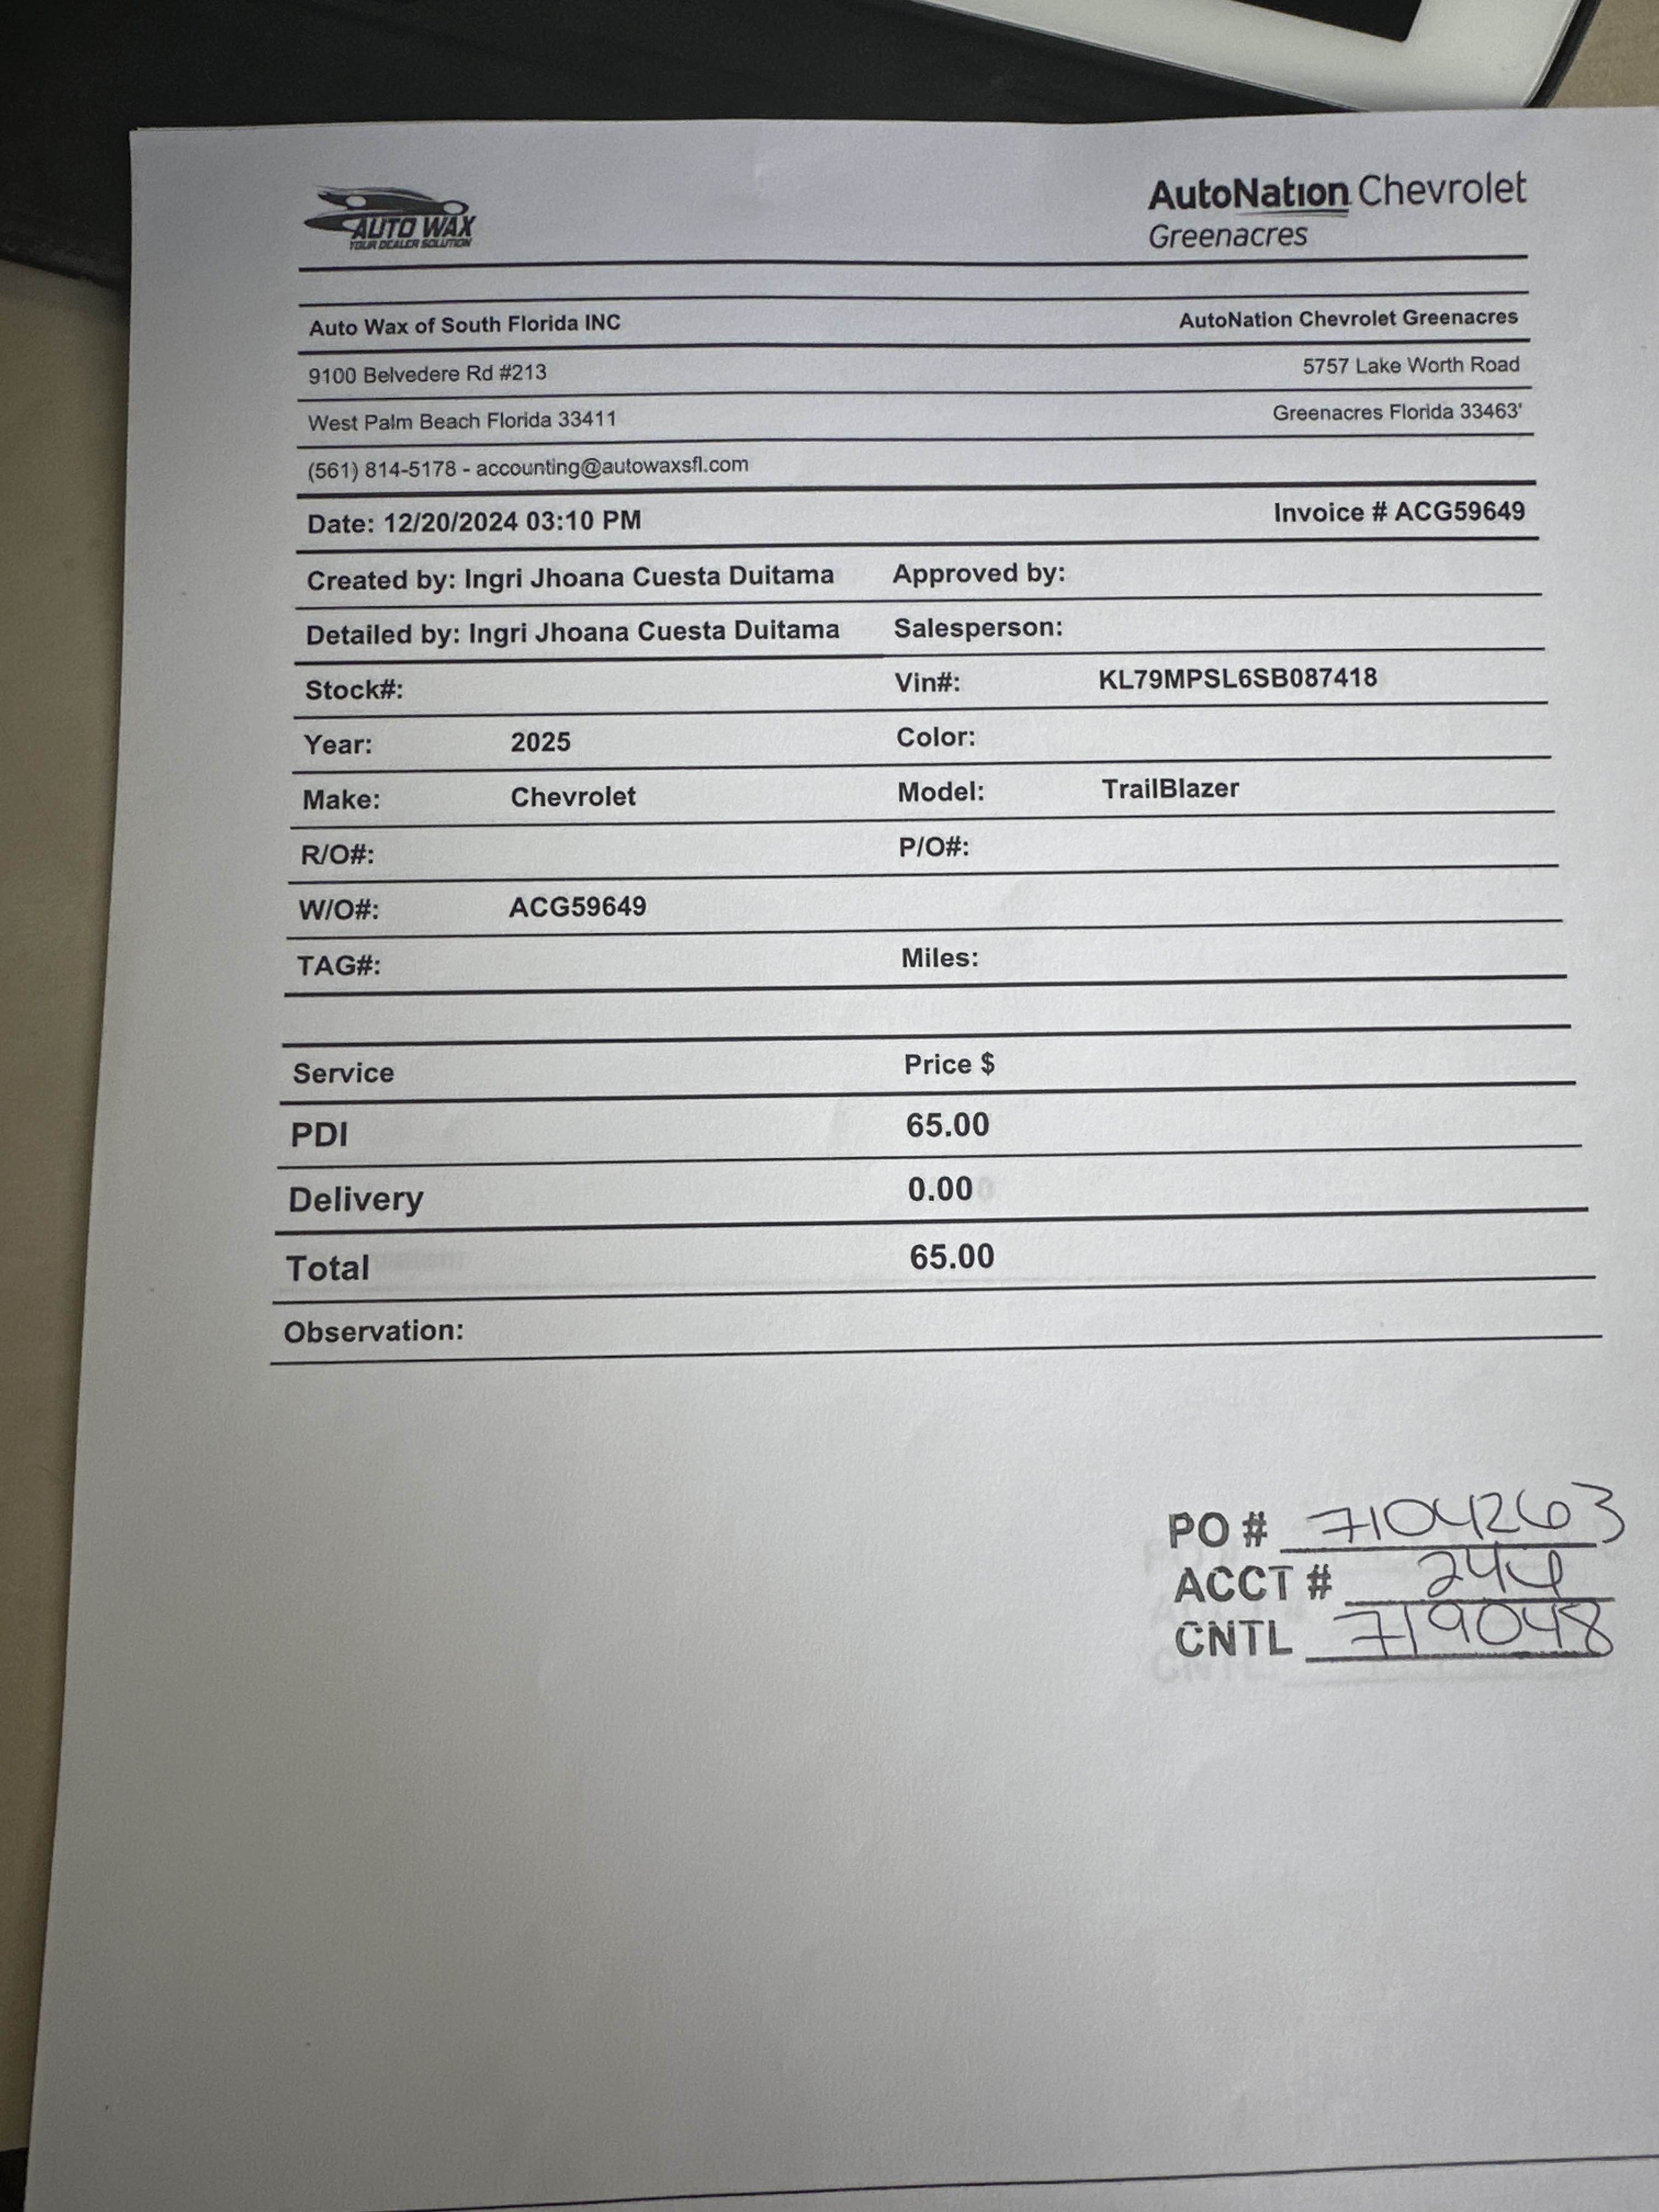 AUTO WAX
YOUR DEALER SOLUTION
AutoNation Chevrolet
Greenacres
Auto Wax of South Florida INC AutoNation Chevrolet Greenacres
9100 Belvedere Rd #213 5757 Lake Worth Road
West Palm Beach Florida 33411 Greenacres Florida 33463'
(561) 814-5178 - accounting@autowaxsfl.com
Date: 12/20/2024 03:10 PM Invoice # ACG59649
Created by: Ingri Jhoana Cuesta Duitama Approved by:
Detailed by: Ingri Jhoana Cuesta Duitama Salesperson:
Stock#: Vin#: KL79MPSL6SB087418
Year: 2025 Color:
Make: Chevrolet Model: TrailBlazer
R/O#: P/O#:
W/O#: ACG59649
TAG#: Miles:
Service Price $
PDI 65.00
Delivery 0.00
Total 65.00
Observation:
PO # 7104263
ACCT # 244
CNTL 719048